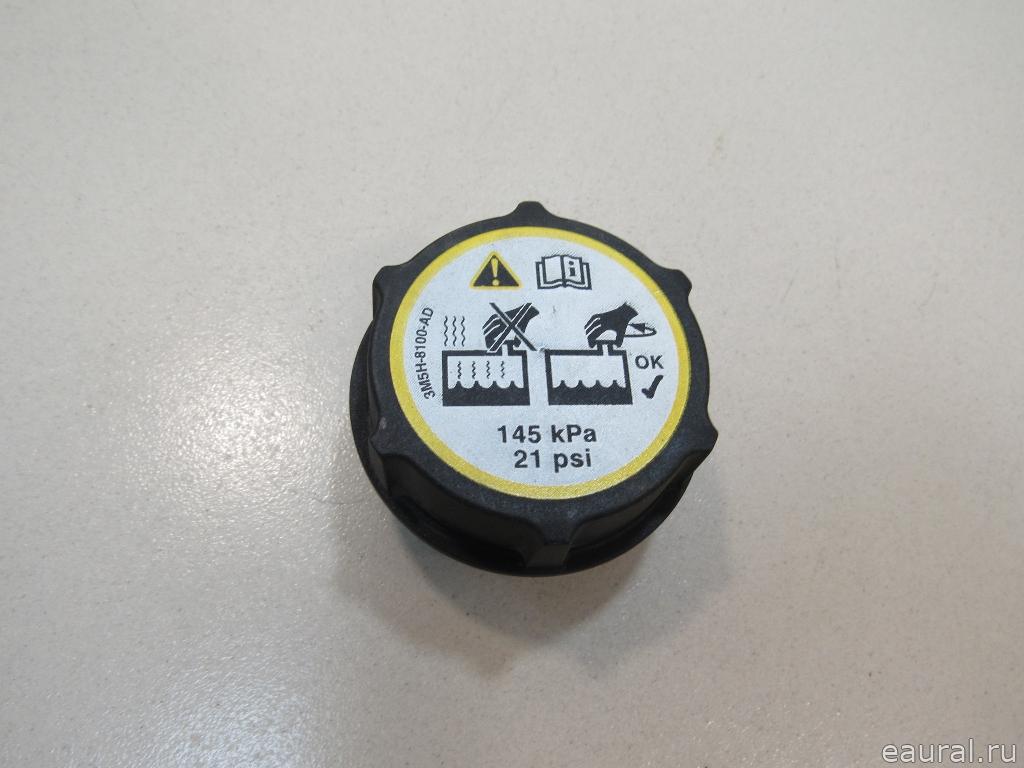 3M5H-8100-AD
OK
145 kPa
21 psi
eaural.ru